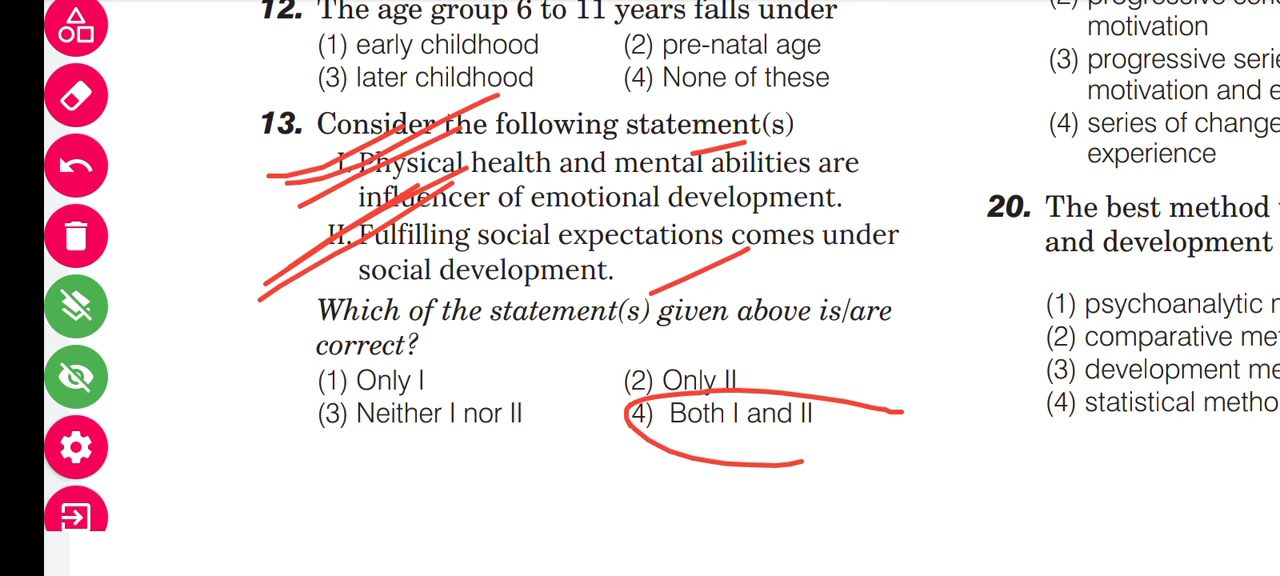 12. The age group 6 to 11 years falls under
(1) early childhood (2) pre-natal age
(3) later childhood (4) None of these
13. Consider the following statement(s)
I. Physical health and mental abilities are
influencer of emotional development.
II. Fulfilling social expectations comes under
social development.
Which of the statement(s) given above is/are
correct?
(1) Only I (2) Only II
(3) Neither I nor II (4) Both I and II
motivation
(3) progressive serie
motivation and e
(4) series of change
experience
20. The best method
and development
(1) psychoanalytic
(2) comparative me
(3) development me
(4) statistical metho